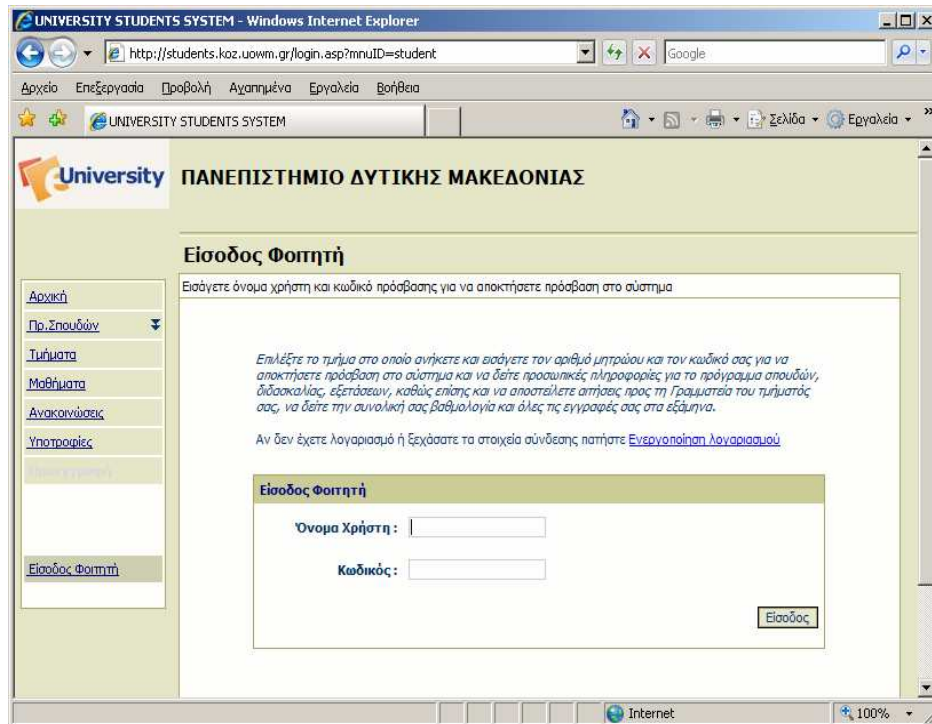 UNIVERSITY STUDENTS SYSTEM - Windows Internet Explorer
http://students.koz.uowm.gr/login.asp?mnuID=student
Google
Αρχείο Επεξεργασία Προβολή Αγαπημένα Εργαλεία Βοήθεια
UNIVERSITY STUDENTS SYSTEM
Σελίδα
Εργαλεία
University
ΠΑΝΕΠΙΣΤΗΜΙΟ ΔΥΤΙΚΗΣ ΜΑΚΕΔΟΝΙΑΣ
Είσοδος Φοιτητή
Εισάγετε όνομα χρήστη και κωδικό πρόσβασης για να αποκτήσετε πρόσβαση στο σύστημα
Αρχική
Πρ.Σπουδών
Τμήματα
Μαθήματα
Ανακοινώσεις
Υποτροφίες
Είσοδος Φοιτητή
Επιλέξτε το τμήμα στο οποίο ανήκετε και εισάγετε τον αριθμό μητρώου και τον κωδικό σας για να
αποκτήσετε πρόσβαση στο σύστημα και να δείτε προσωπικές πληροφορίες για το πρόγραμμα σπουδών,
διδασκαλίας, εξετάσεων, καθώς επίσης και να αποστείλετε αιτήσεις προς τη Γραμματεία του τμήματός
σας, να δείτε την συνολική σας βαθμολογία και όλες τις εγγραφές σας στα εξάμηνα.
Αν δεν έχετε λογαριασμό ή ξεχάσατε τα στοιχεία σύνδεσης πατήστε Ενεργοποίηση λογαριασμού
Είσοδος Φοιτητή
Όνομα Χρήστη :
Κωδικός :
Είσοδος
Internet
100%